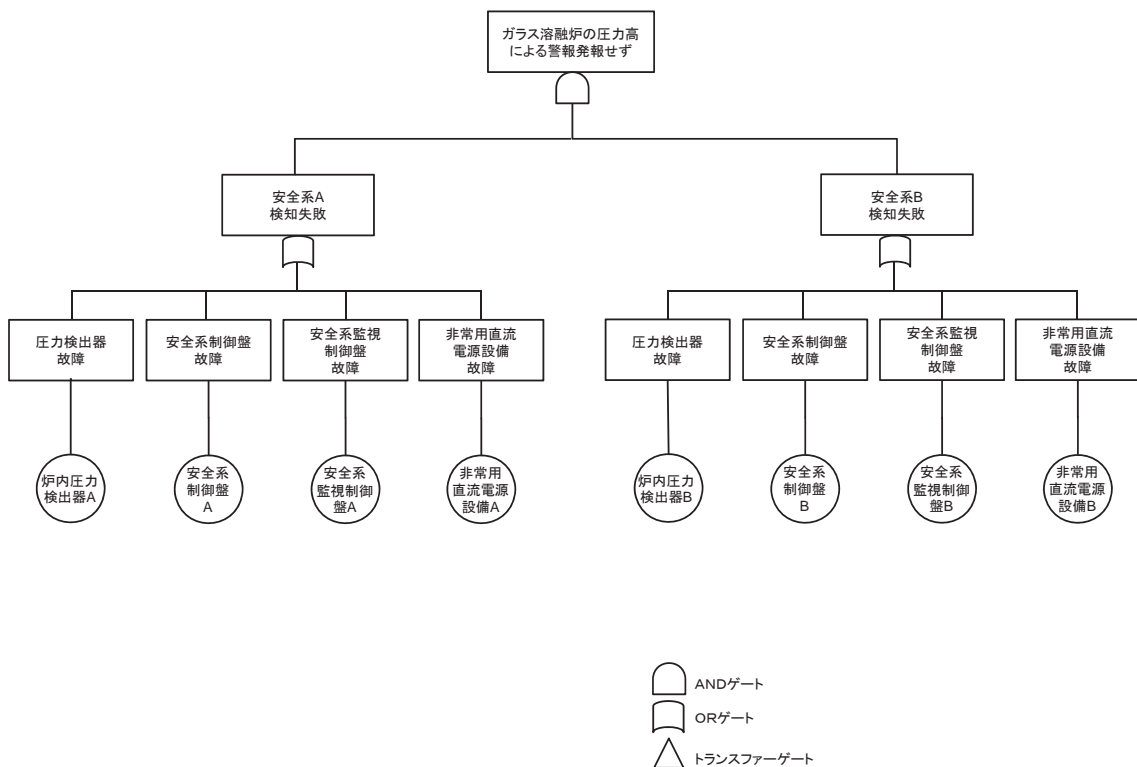 ガラス溶融炉の圧力高
による警報発報せず
安全系A
検知失敗
安全系B
検知失敗
圧力検出器
故障
安全系制御盤
故障
安全系監視
制御盤
故障
非常用直流
電源設備
故障
圧力検出器
故障
安全系制御盤
故障
安全系監視
制御盤
故障
非常用直流
電源設備
故障
炉内圧力
検出器A
安全系
制御盤
A
安全系
監視制御
盤A
非常用
直流電源
設備A
炉内圧力
検出器B
安全系
制御盤
B
安全系
監視制御
盤B
非常用
直流電源
設備B
ANDゲート
ORゲート
トランスファーゲート